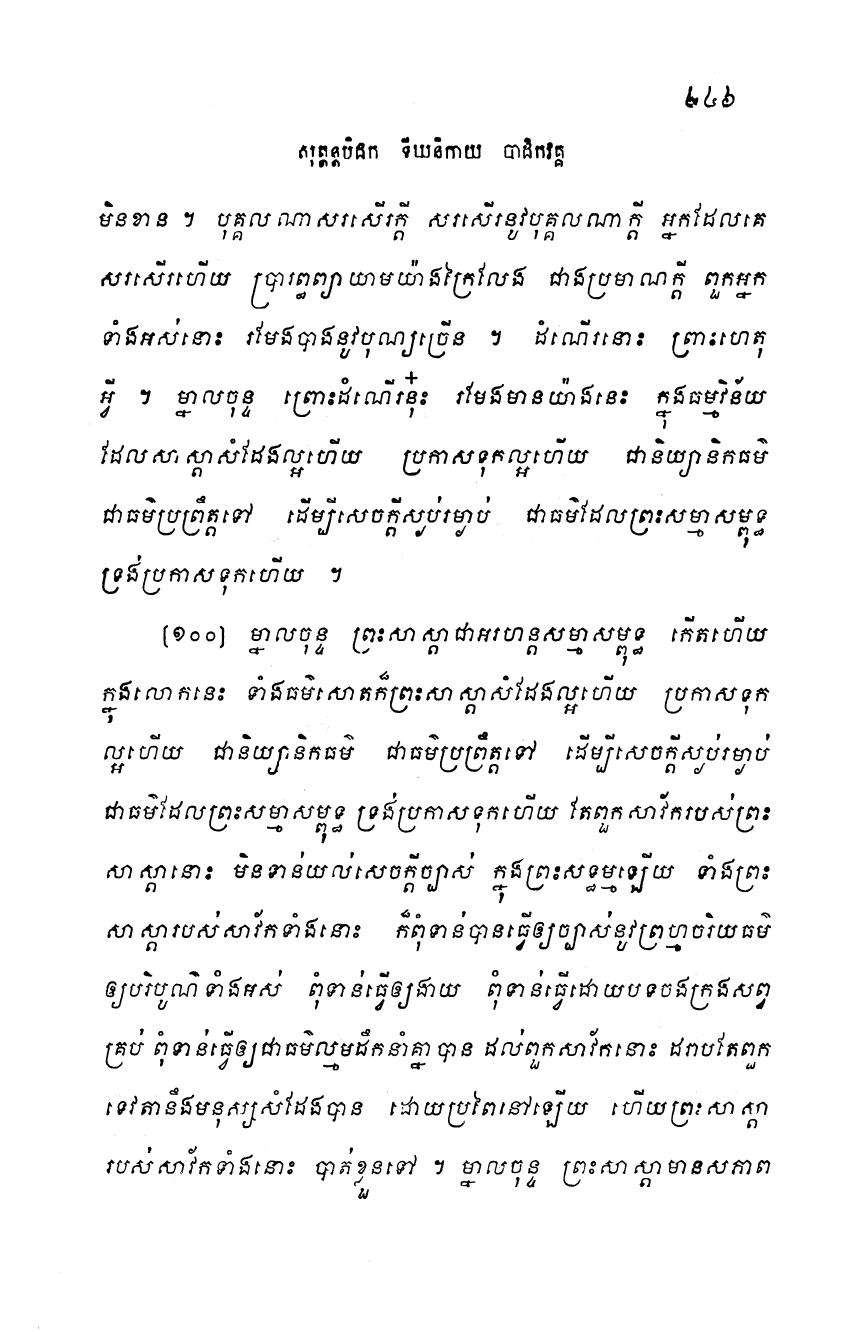 ២៤៦
សុត្តន្តបិដក ទីឃនិកាយ បាដិកវគ្គ
មិនខាន ។ បុគ្គលណាសរសើរក្តី សរសើរនូវបុគ្គលណាក្តី អ្នកដែលគេ
សរសើរហើយ ប្រារព្ធព្យាយាមយ៉ាងក្រៃលែង ជាងប្រមាណក្តី ពួកអ្នក
ទាំងអស់នោះ រមែងបាននូវបុណ្យច្រើន ។ ដំណើរនោះ ព្រោះហេតុ
អ្វី ។ ម្នាលចុន្ទ ព្រោះដំណើរនុ៎ះ រមែងមានយ៉ាងនេះ ក្នុងធម្មវិន័យ
ដែលសាស្តាសំដែងល្អហើយ ប្រកាសទុកល្អហើយ ជានិយ្យានិកធម៌
ជាធម៌ប្រព្រឹត្តទៅ ដើម្បីសេចក្តីស្ងប់រម្ងាប់ ជាធម៌ដែលព្រះសម្មាសម្ពុទ្ធ
ទ្រង់ប្រកាសទុកហើយ ។
(១០០) ម្នាលចុន្ទ ព្រះសាស្តាជាអរហន្តសម្មាសម្ពុទ្ធ កើតហើយ
ក្នុងលោកនេះ ទាំងធម៌សោតក៏ព្រះសាស្តាសំដែងល្អហើយ ប្រកាសទុក
ល្អហើយ ជានិយ្យានិកធម៌ ជាធម៌ប្រព្រឹត្តទៅ ដើម្បីសេចក្តីស្ងប់រម្ងាប់
ជាធម៌ដែលព្រះសម្មាសម្ពុទ្ធ ទ្រង់ប្រកាសទុកហើយ តែពួកសាវ័ករបស់ព្រះ
សាស្តានោះ មិនទាន់យល់សេចក្តីច្បាស់ ក្នុងព្រះសទ្ធម្មឡើយ ទាំងព្រះ
សាស្តារបស់សាវ័កទាំងនោះ ក៏ពុំទាន់បានធ្វើឲ្យច្បាស់នូវព្រហ្មចរិយធម៌
ឲ្យបរិបូណ៌ទាំងអស់ ពុំទាន់ធ្វើឲ្យងាយ ពុំទាន់ធ្វើដោយបទចងក្រងសព្វ
គ្រប់ ពុំទាន់ធ្វើឲ្យជាធម៌ល្មមដឹកនាំគ្នាបាន ដល់ពួកសាវ័កនោះ ដរាបតែពួក
ទេវតានឹងមនុស្សសំដែងបាន ដោយប្រពៃនៅឡើយ ហើយព្រះសាស្តា
របស់សាវ័កទាំងនោះ បាត់ខ្លួនទៅ ។ ម្នាលចុន្ទ ព្រះសាស្តាមានសភាព